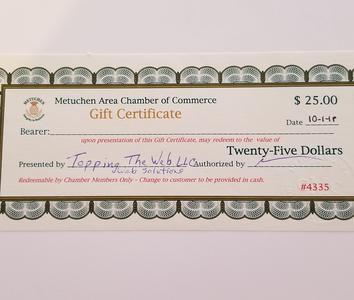 METUCHEN
Metuchen Area Chamber of Commerce $ 25.00
Gift Certificate
Date 10-1-18
Bearer:
upon presentation of this Gift Certificate, may redeem to the value of
Twenty-Five Dollars
Presented by Topping The Web LLC Authorized by
Web Solutions
Redeemable by Chamber Members Only - Change to customer to be provided in cash.
#4335